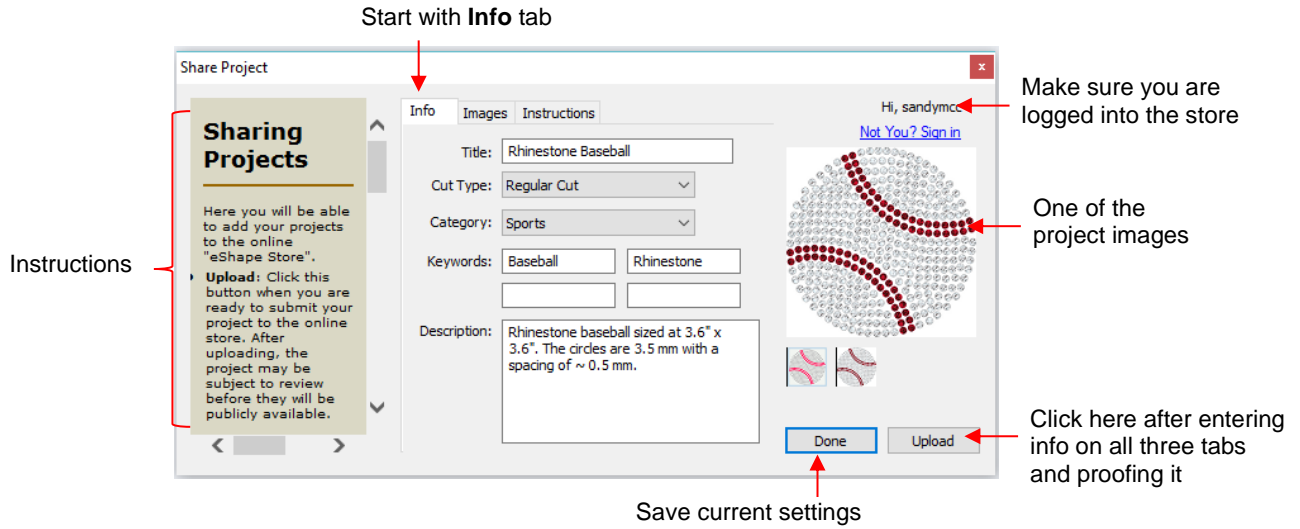 Start with Info tab
Share Project
x
Make sure you are
logged into the store
Instructions
Sharing
Projects
Here you will be able
to add your projects
to the online
"eShape Store".
Upload: Click this
button when you are
ready to submit your
project to the online
store. After
uploading, the
project may be
subject to review
before they will be
publicly available.
Info Images Instructions
Title: Rhinestone Baseball
Cut Type: Regular Cut
Category: Sports
Keywords: Baseball Rhinestone
Description: Rhinestone baseball sized at 3.6" x
3.6". The circles are 3.5 mm with a
spacing of ~ 0.5 mm.
Hi, sandymcc
Not You? Sign in
One of the
project images
Done Upload
Click here after entering
info on all three tabs
and proofing it
Save current settings